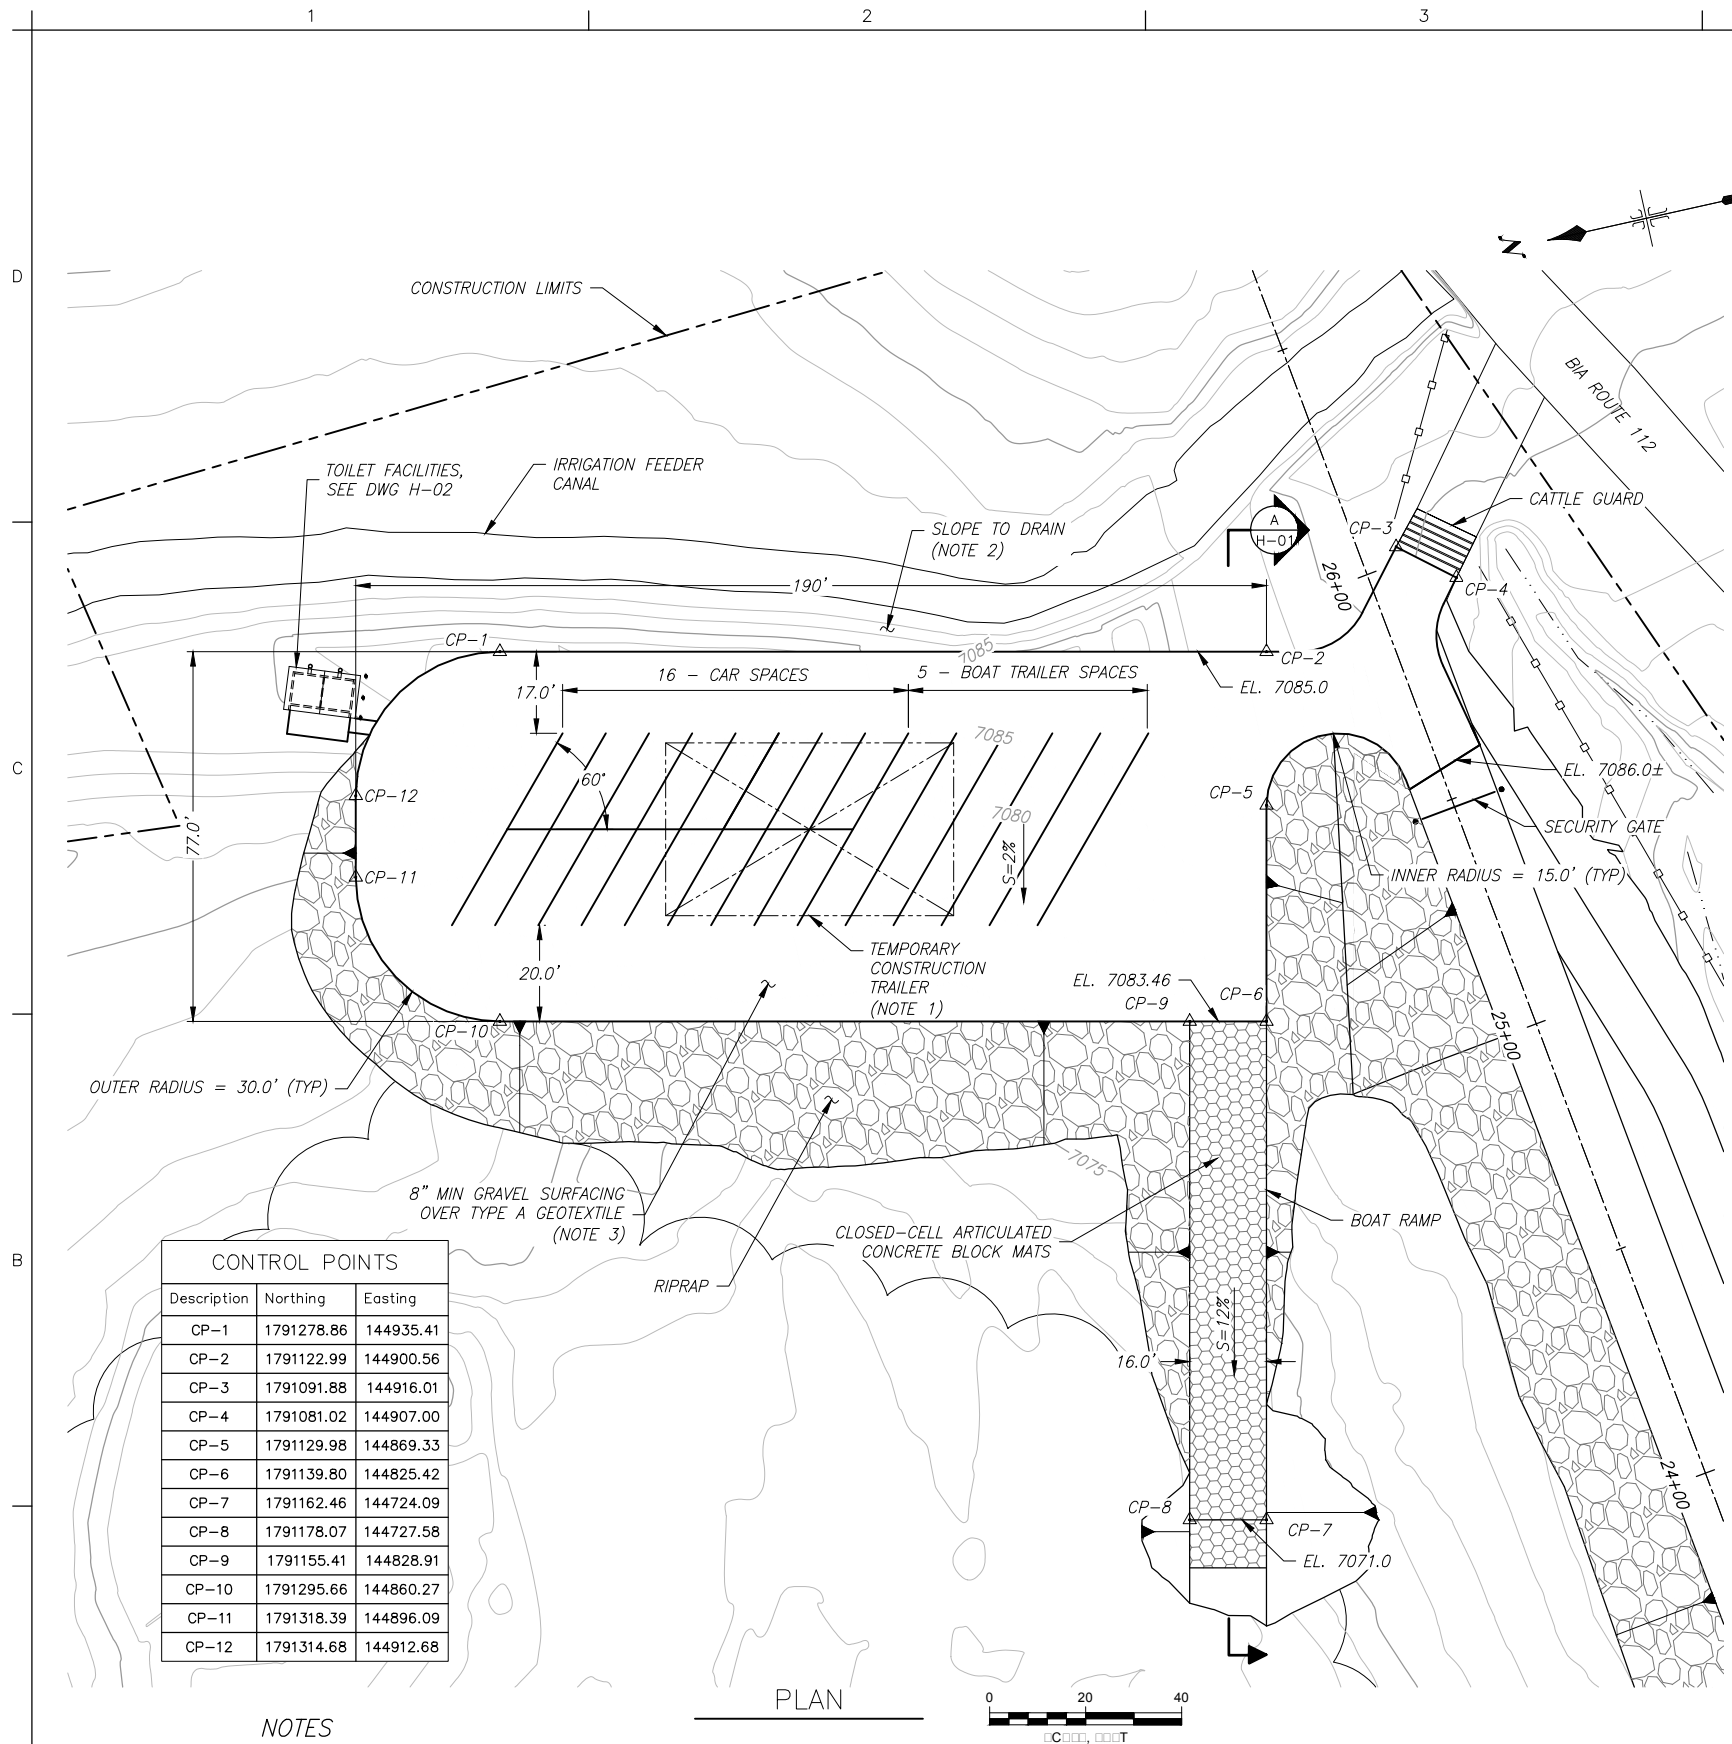 1
2
3
D
N
CONSTRUCTION LIMITS
BIA ROUTE 112
TOILET FACILITIES,
SEE DWG H-02
IRRIGATION FEEDER
CANAL
SLOPE TO DRAIN
(NOTE 2)
A
H-01
CP-3
CATTLE GUARD
26+00
CP-4
190'
CP-1
7085
CP-2
16 - CAR SPACES
5 - BOAT TRAILER SPACES
17.0'
EL. 7085.0
7085
C
60°
EL. 7086.0±
CP-12
CP-5
7080
77.0'
SECURITY GATE
S=2%
CP-11
INNER RADIUS = 15.0' (TYP)
20.0'
TEMPORARY
CONSTRUCTION
TRAILER
(NOTE 1)
EL. 7083.46
CP-9
CP-6
CP-10
25+00
OUTER RADIUS = 30.0' (TYP)
7075
8" MIN GRAVEL SURFACING
OVER TYPE A GEOTEXTILE
(NOTE 3)
CLOSED-CELL ARTICULATED
CONCRETE BLOCK MATS
BOAT RAMP
B
RIPRAP
S=12%
16.0'
24+00
CP-8
CP-7
EL. 7071.0
CONTROL POINTS
Description Northing Easting
CP-1 1791278.86 144935.41
CP-2 1791122.99 144900.56
CP-3 1791091.88 144916.01
CP-4 1791081.02 144907.00
CP-5 1791129.98 144869.33
CP-6 1791139.80 144825.42
CP-7 1791162.46 144724.09
CP-8 1791178.07 144727.58
CP-9 1791155.41 144828.91
CP-10 1791295.66 144860.27
CP-11 1791318.39 144896.09
CP-12 1791314.68 144912.68
PLAN
0 20 40
NOTES